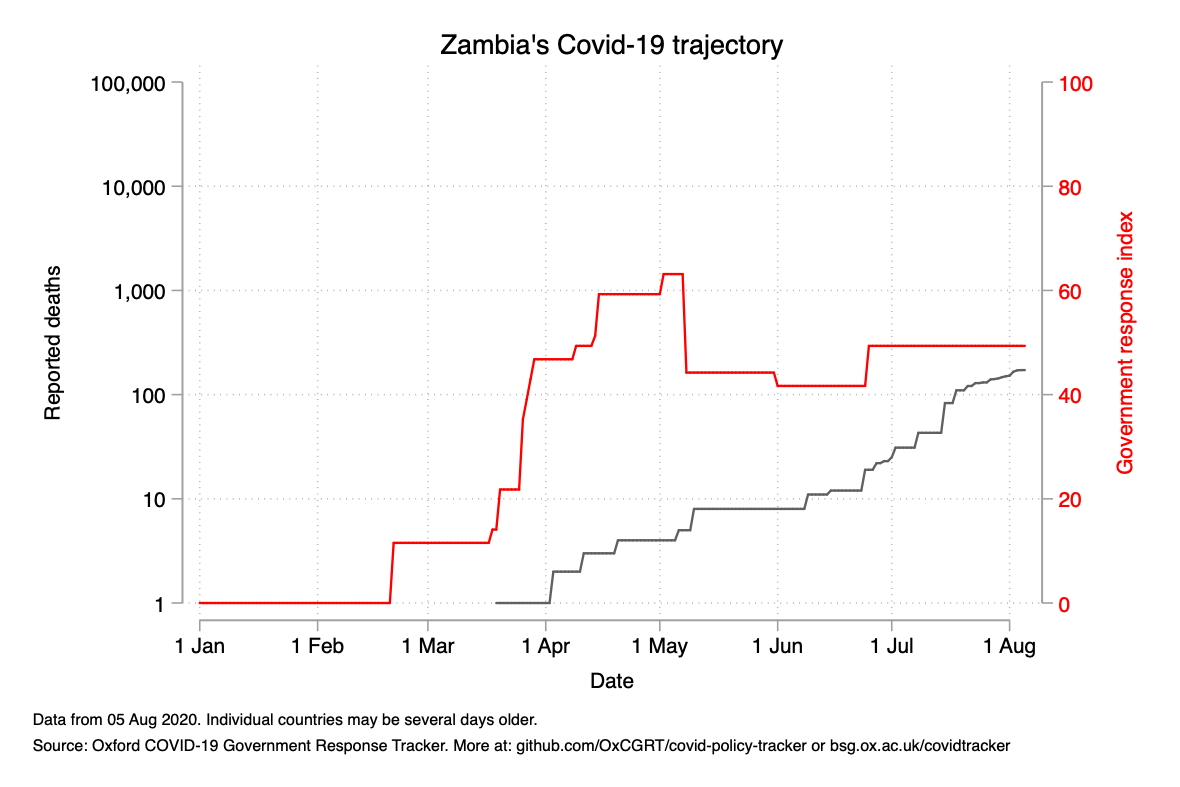 Zambia's Covid-19 trajectory
100,000
10,000
1,000
100
10
1
Reported deaths
100
80
60
40
20
0
Government response index
1 Jan
1 Feb
1 Mar
1 Apr
1 May
1 Jun
1 Jul
1 Aug
Date
Data from 05 Aug 2020. Individual countries may be several days older.
Source: Oxford COVID-19 Government Response Tracker. More at: github.com/OxCGRT/covid-policy-tracker or bsg.ox.ac.uk/covidtracker